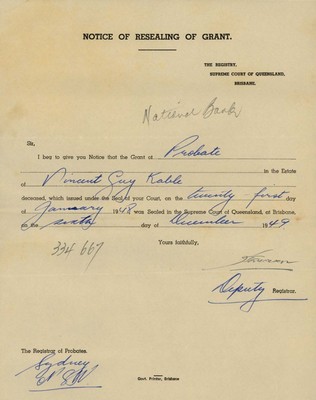 NOTICE OF RESEALING OF GRANT.
THE REGISTRY,
SUPREME COURT OF QUEENSLAND,
BRISBANE.
National Bank
Sir,
I beg to give you Notice that the Grant of Probate
in the Estate
of Vincent Guy Kable
deceased, which issued under the Seal of your Court, on the twenty first day
of January 1948 was Sealed in the Supreme Court of Queensland, at Brisbane,
on the sixth day of December 1949
Yours faithfully,
334 667
Deputy Registrar.
The Registrar of Probates.
Sydney
N S W
Govt. Printer, Brisbane